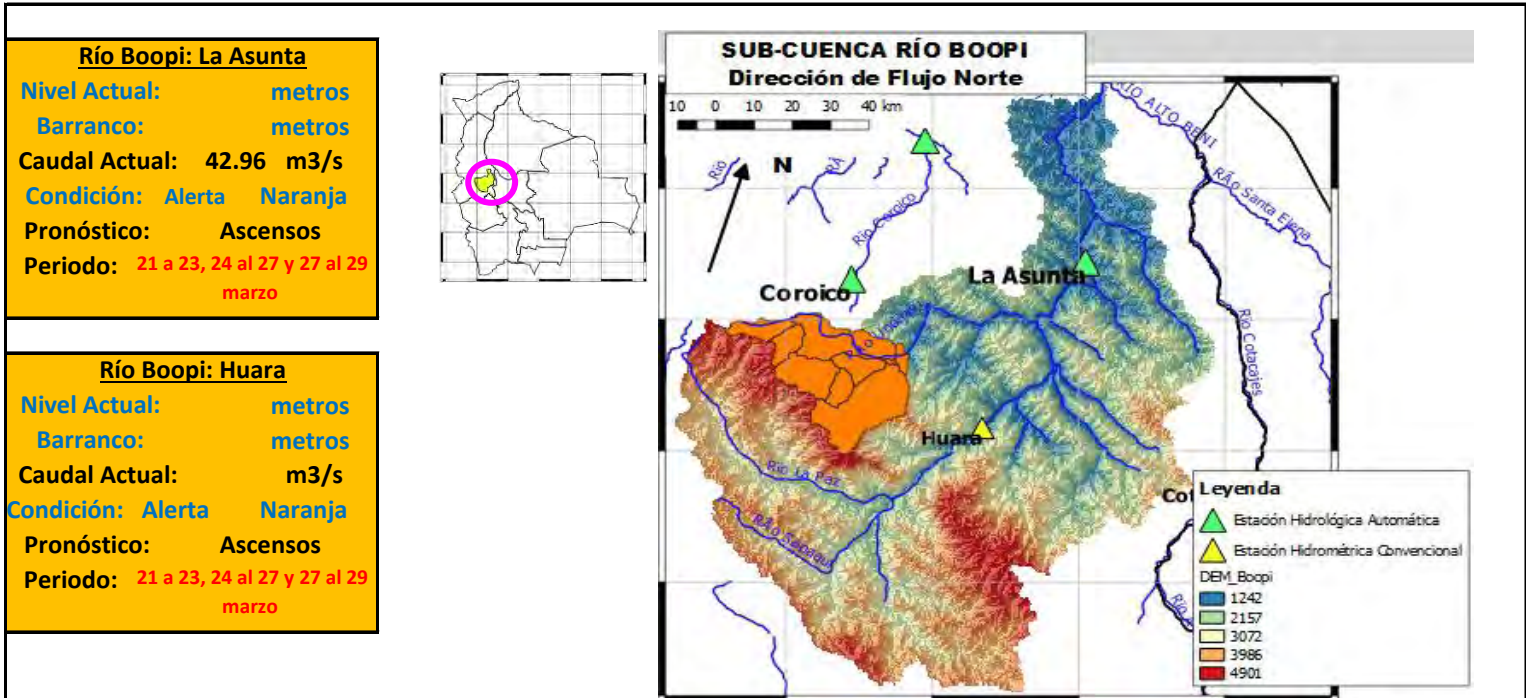 Río Boopi: La Asunta
Nivel Actual: metros
Barranco: metros
Caudal Actual: 42.96 m3/s
Condición: Alerta Naranja
Pronóstico: Ascensos
Periodo: 21 a 23, 24 al 27 y 27 al 29
marzo
Río Boopi: Huara
Nivel Actual: metros
Barranco: metros
Caudal Actual: m3/s
Condición: Alerta Naranja
Pronóstico: Ascensos
Periodo: 21 a 23, 24 al 27 y 27 al 29
marzo
SUB-CUENCA RÍO BOOPI
Dirección de Flujo Norte
10 0 10 20 30 40 km
N
RÍO ALTO BENI
Río
RÃ
RÃo Santa Elena
Río Coroico
La Asunta
Coroico
Río Cotacajes
Huara
Río La Paz
RÃo Sapaqui
Cot
Leyenda
Estación Hidrológica Automática
Estación Hidrométrica Convencional
DEM_Boopi
1242
2157
3072
3986
4901